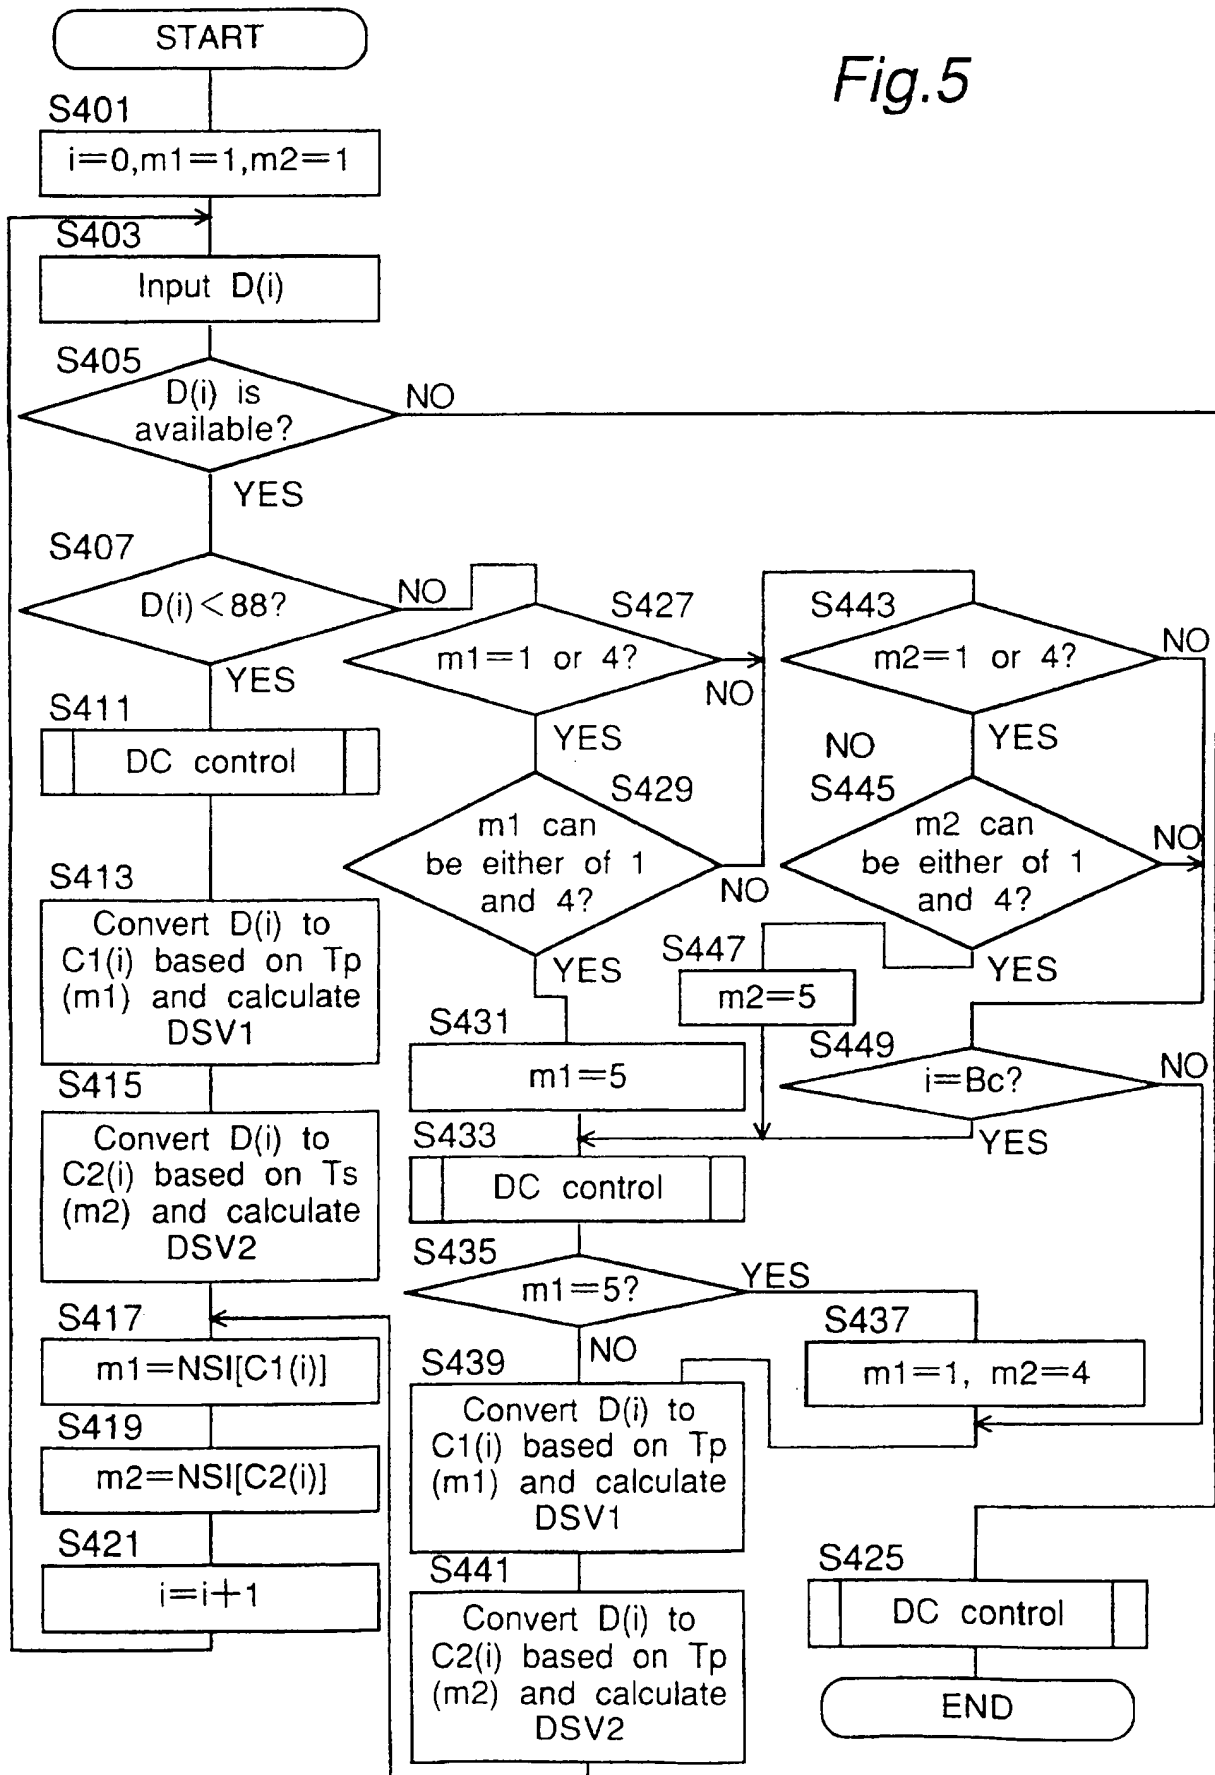 START
Fig.5
S401
i=0,m1=1,m2=1
S403
Input D(i)
S405
D(i) is
available?
NO
YES
S407
D(i)<88?
NO
YES
S427
m1=1 or 4?
NO
YES
S443
m2=1 or 4?
NO
YES
S411
DC control
S429
m1 can
be either of 1
and 4?
NO
YES
NO
S445
m2 can
be either of 1
and 4?
NO
YES
S413
Convert D(i) to
C1(i) based on Tp
(m1) and calculate
DSV1
S447
m2=5
S431
m1=5
S449
i=Bc?
NO
YES
S415
Convert D(i) to
C2(i) based on Ts
(m2) and calculate
DSV2
S433
DC control
S435
m1=5?
YES
NO
S437
m1=1, m2=4
S417
m1=NSI[C1(i)]
S419
m2=NSI[C2(i)]
S421
i=i+1
S439
Convert D(i) to
C1(i) based on Tp
(m1) and calculate
DSV1
S441
Convert D(i) to
C2(i) based on Tp
(m2) and calculate
DSV2
S425
DC control
END